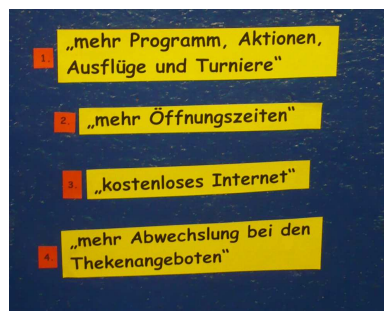 1. „mehr Programm, Aktionen,
Ausflüge und Turniere“
2. „mehr Öffnungszeiten“
3. „kostenloses Internet“
4. „mehr Abwechslung bei den
Thekenangeboten“